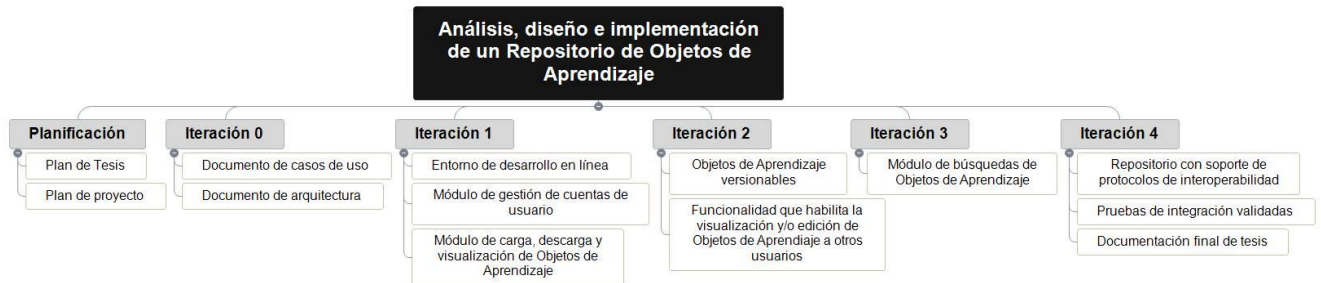 Análisis, diseño e implementación
de un Repositorio de Objetos de
Aprendizaje
Planificación
Plan de Tesis
Plan de proyecto
Iteración 0
Documento de casos de uso
Documento de arquitectura
Iteración 1
Entorno de desarrollo en línea
Módulo de gestión de cuentas de
usuario
Módulo de carga, descarga y
visualización de Objetos de
Aprendizaje
Iteración 2
Objetos de Aprendizaje
versionables
Funcionalidad que habilita la
visualización y/o edición de
Objetos de Aprendiaje a otros
usuarios
Iteración 3
Módulo de búsquedas de
Objetos de Aprendizaje
Iteración 4
Repositorio con soporte de
protocolos de interoperabilidad
Pruebas de integración validadas
Documentación final de tesis